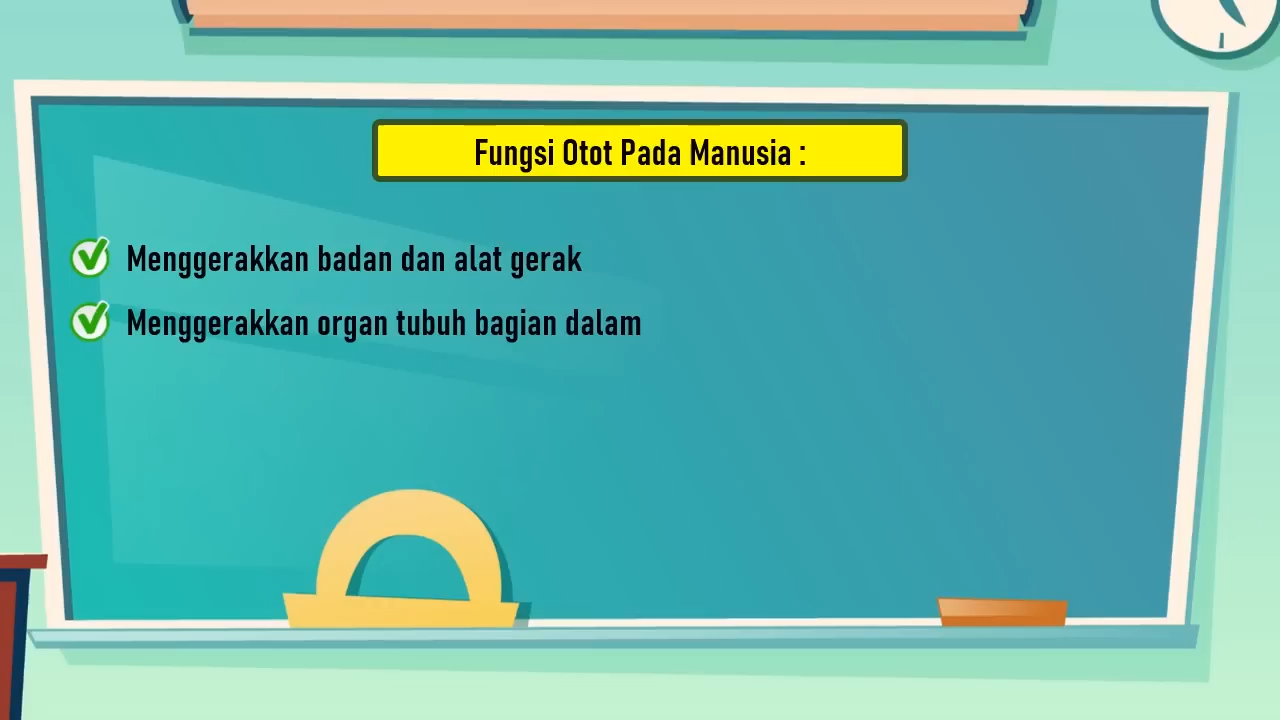 Fungsi Otot Pada Manusia :
Menggerakkan badan dan alat gerak
Menggerakkan organ tubuh bagian dalam